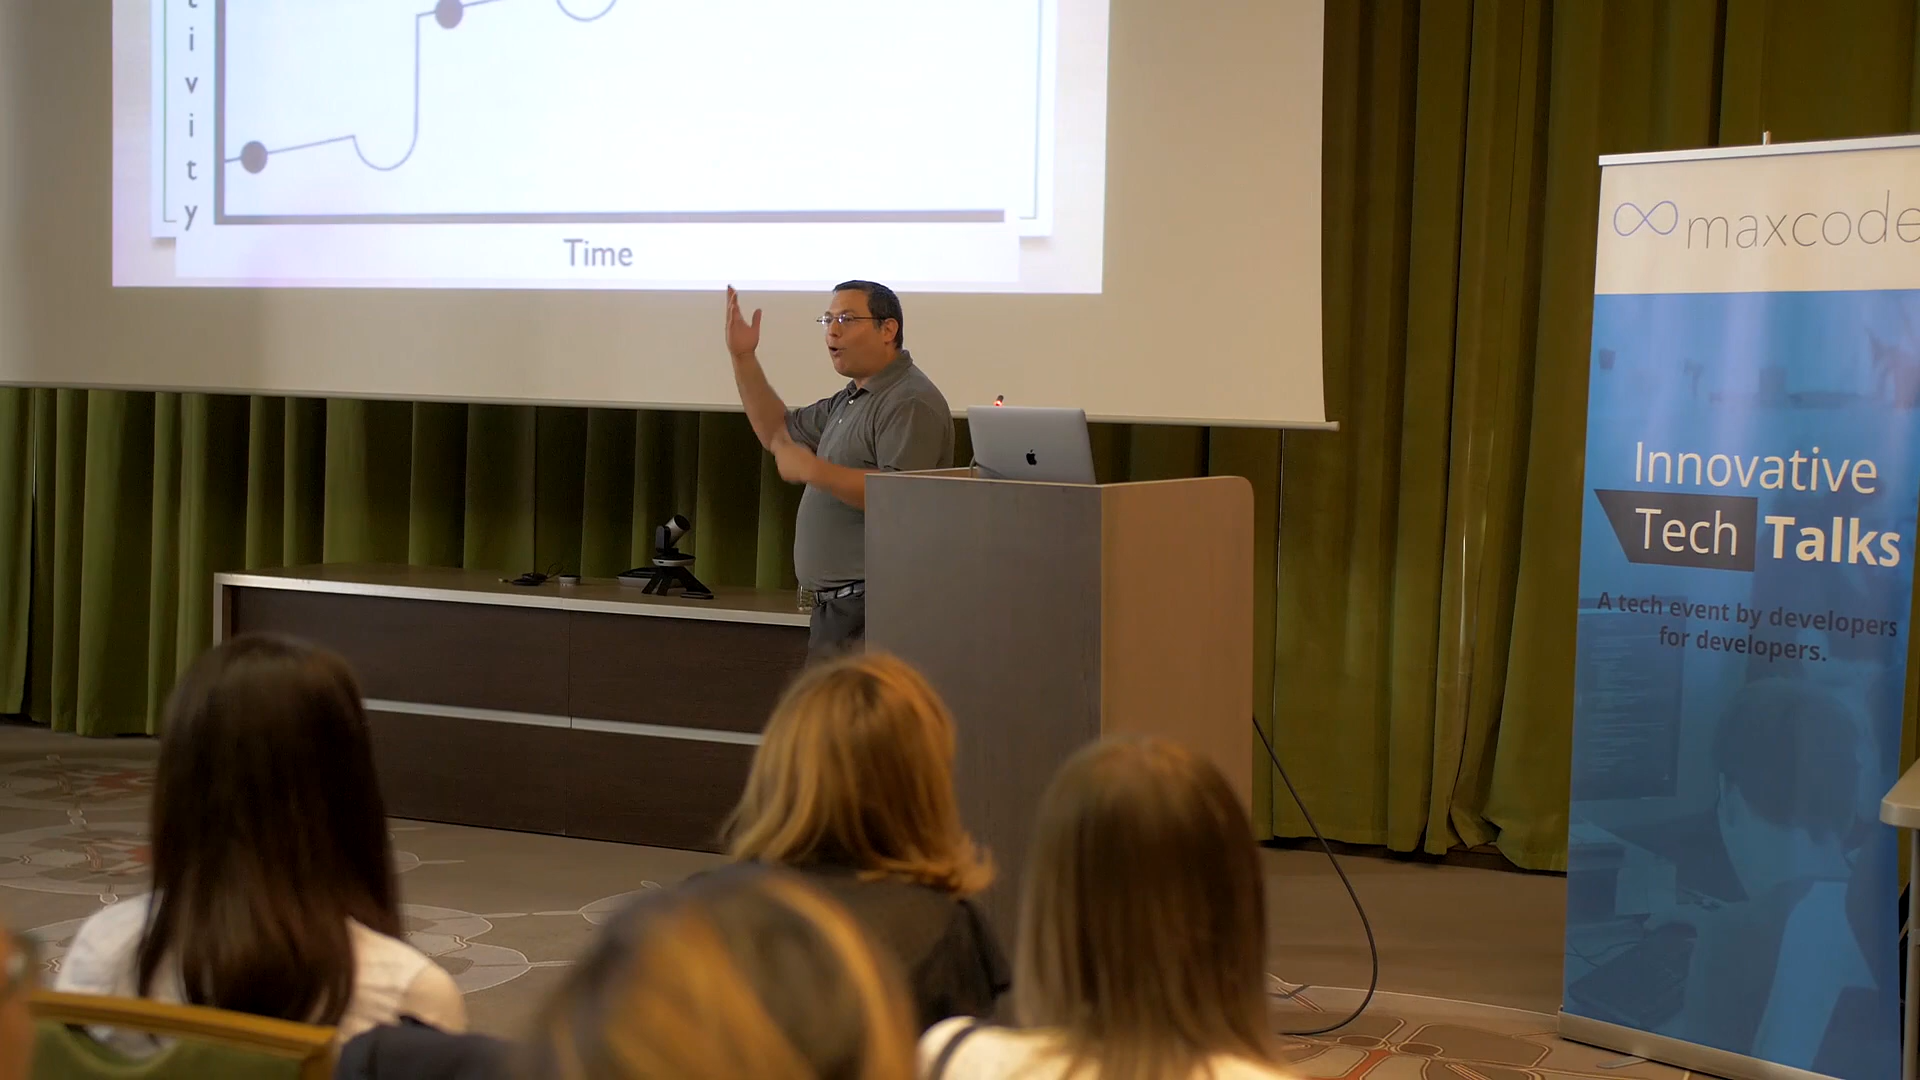 t
i
v
i
t
y
Time
maxcode
Innovative
Tech Talks
A tech event by developers
for developers.